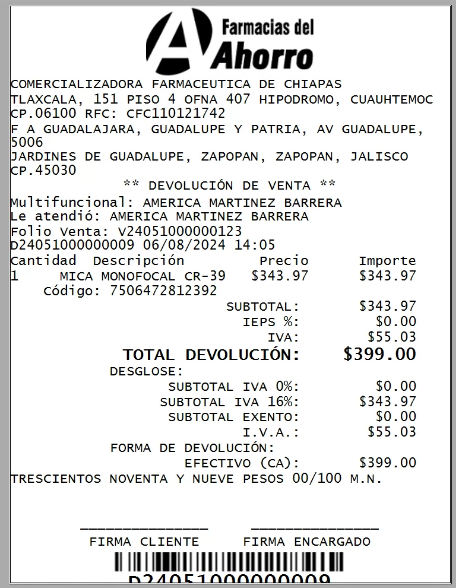 Farmacias del
Ahorro
COMERCIALIZADORA FARMACEUTICA DE CHIAPAS
TLAXCALA, 151 PISO 4 OFNA 407 HIPODROMO, CUAUHTEMOC
CP.06100 RFC: CFC110121742
F A GUADALAJARA, GUADALUPE Y PATRIA, AV GUADALUPE,
5006
JARDINES DE GUADALUPE, ZAPOPAN, ZAPOPAN, JALISCO
CP.45030
** DEVOLUCIÓN DE VENTA **
Multifuncional: AMERICA MARTINEZ BARRERA
Le atendió: AMERICA MARTINEZ BARRERA
Folio Venta: V24051000000123
D24051000000009 06/08/2024 14:05
Cantidad Descripción Precio Importe
1 MICA MONOFOCAL CR-39 $343.97 $343.97
Código: 7506472812392
SUBTOTAL: $343.97
IEPS %: $0.00
IVA: $55.03
TOTAL DEVOLUCIÓN: $399.00
DESGLOSE:
SUBTOTAL IVA 0%: $0.00
SUBTOTAL IVA 16%: $343.97
SUBTOTAL EXENTO: $0.00
I.V.A.: $55.03
FORMA DE DEVOLUCIÓN:
EFECTIVO (CA): $399.00
TRESCIENTOS NOVENTA Y NUEVE PESOS 00/100 M.N.
FIRMA CLIENTE FIRMA ENCARGADO
D24051000000009